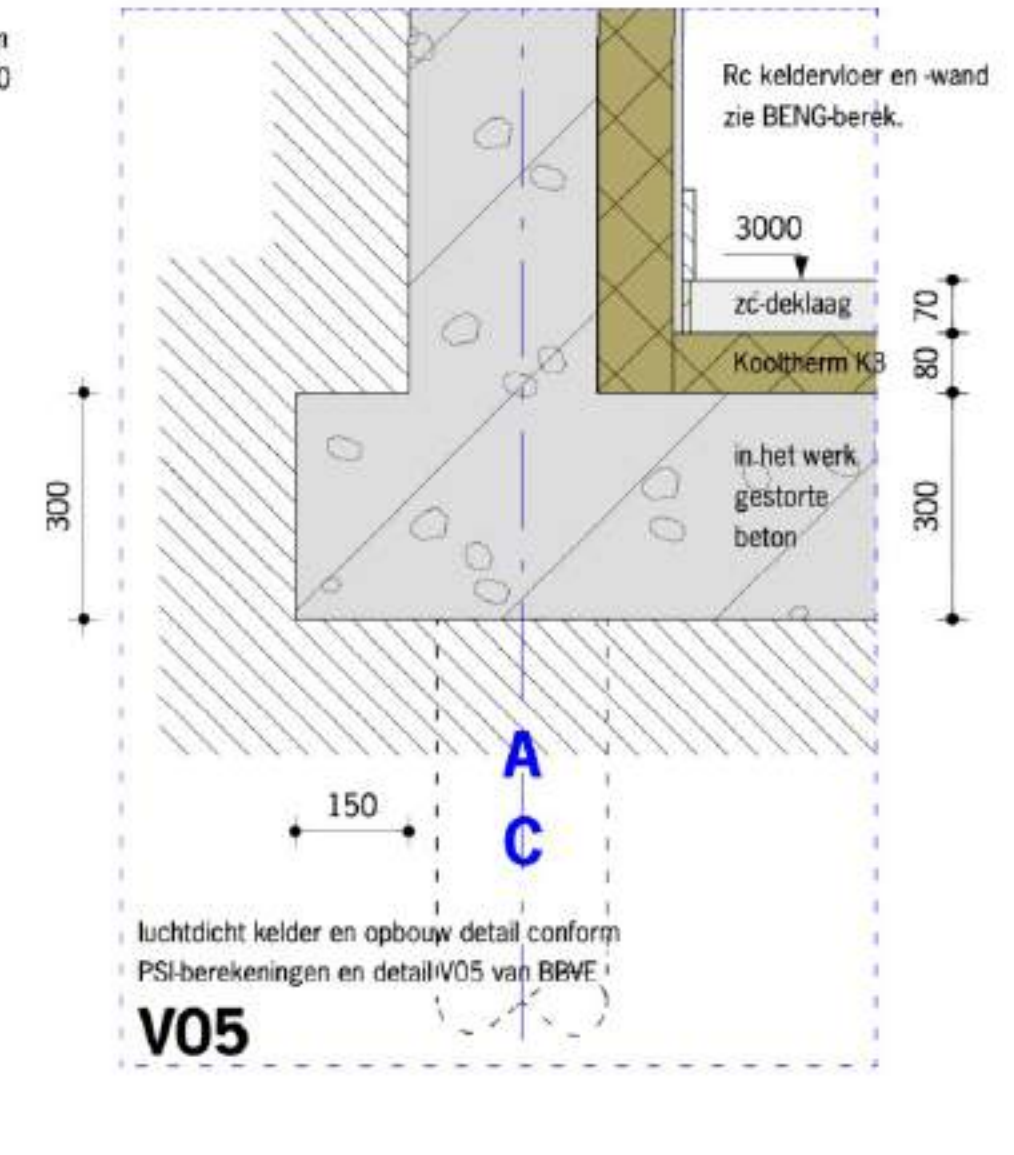 Rc keldervloer en -wand
zie BENG-berek.
3000
zc-deklaag
70
Kooltherm K3
80
in het werk
gestorte
beton
300
300
A
C
150
luchtdicht kelder en opbouw detail conform
PSI-berekeningen en detail V05 van BBVE
V05